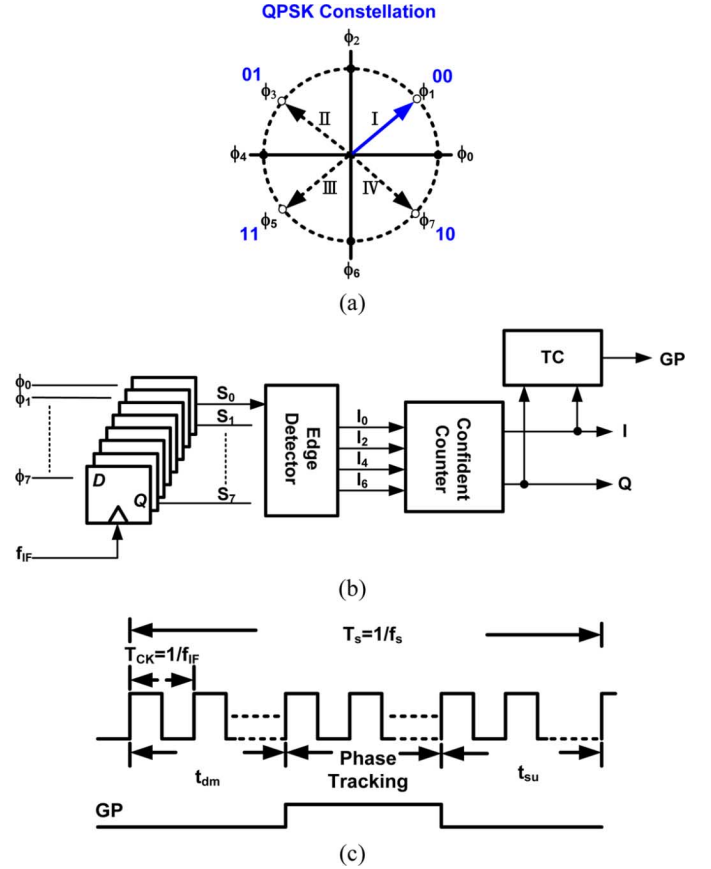 QPSK Constellation
ϕ2
01
00
ϕ3
ϕ1
Ⅱ
Ⅰ
ϕ4
ϕ0
Ⅲ
Ⅳ
ϕ5
ϕ7
11
10
ϕ6
(a)
TC
GP
ϕ0
ϕ1
ϕ7
D
Q
fIF
S0
S1
S7
Edge Detector
I0
I2
I4
I6
Confident Counter
I
Q
(b)
Ts=1/fs
TCK=1/fIF
tdm
Phase
Tracking
tsu
GP
(c)